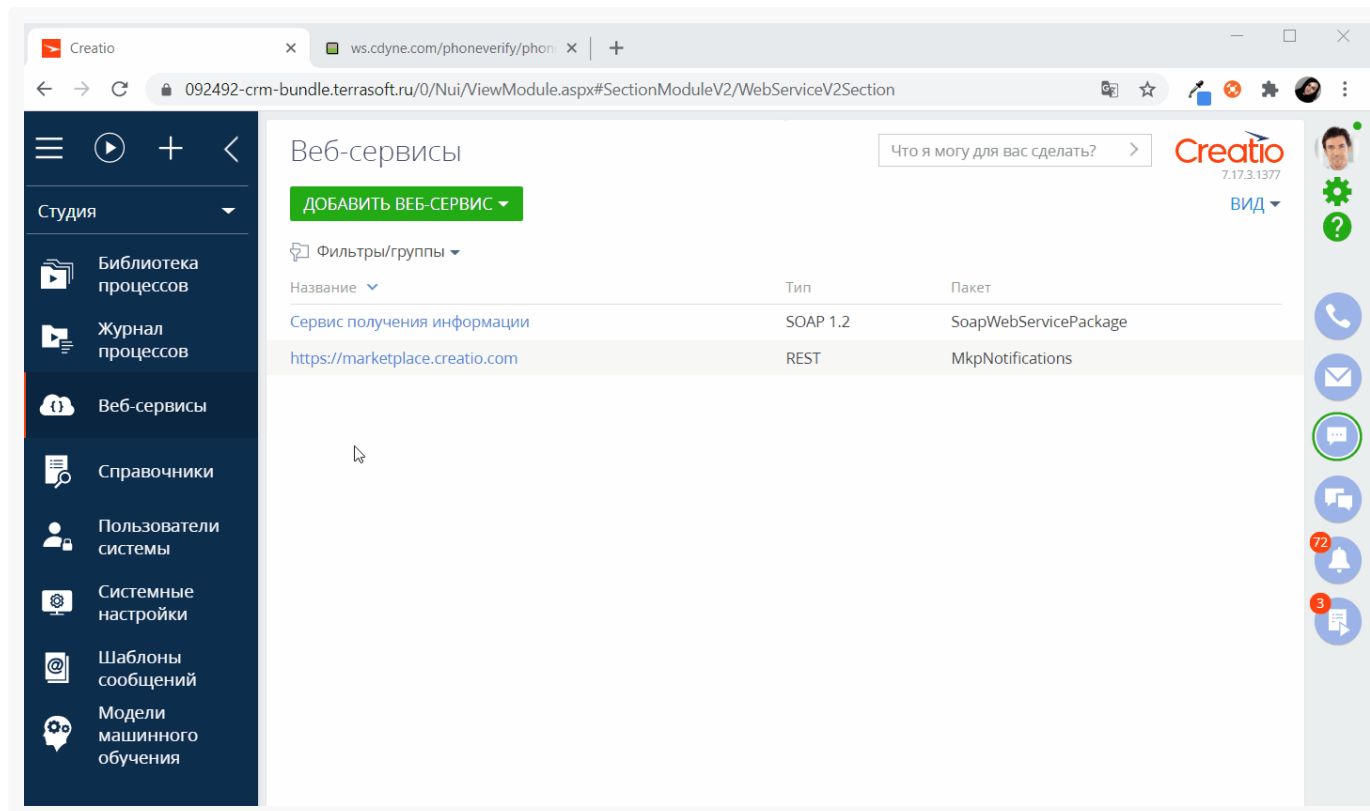 Creatio
ws.cdyne.com/phoneverify/phon
092492-crm-bundle.terrasoft.ru/0/Nui/ViewModule.aspx#SectionModuleV2/WebServiceV2Section
Студия
Библиотека
процессов
Журнал
процессов
Веб-сервисы
Справочники
Пользователи
системы
Системные
настройки
Шаблоны
сообщений
Модели
машинного
обучения
Веб-сервисы
Что я могу для вас сделать?
Creatio
7.17.3.1377
ДОБАВИТЬ ВЕБ-СЕРВИС
ВИД
Фильтры/группы
Название Тип Пакет
Сервис получения информации SOAP 1.2 SoapWebServicePackage
https://marketplace.creatio.com REST MkpNotifications
72
3